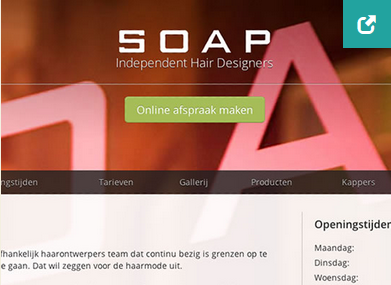 SOAP
Independent Hair Designers
Online afspraak maken
ngstijden Tarieven Gallerij Producten Kappers
Openingstijden
fhankelijk haarontwerpers team dat continu bezig is grenzen op te
e gaan. Dat wil zeggen voor de haarmode uit.
Maandag:
Dinsdag:
Woensdag: